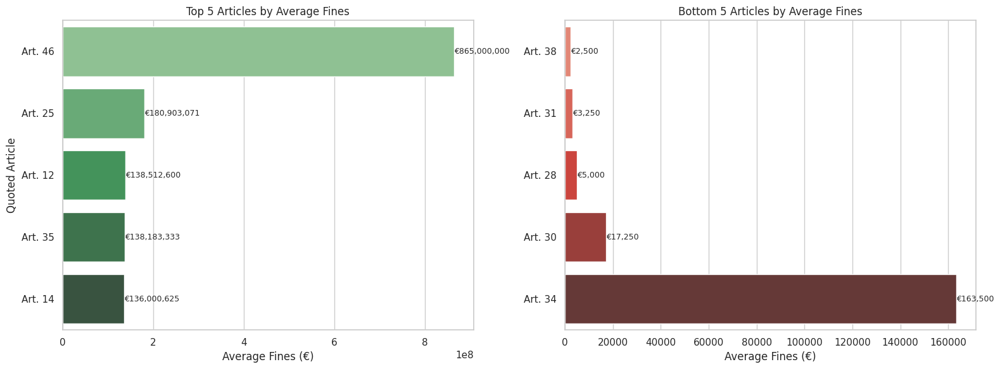 Top 5 Articles by Average Fines
Quoted Article
Art. 46
€865,000,000
Art. 25
€180,903,071
Art. 12
€138,512,600
Art. 35
€138,183,333
Art. 14
€136,000,625
0 2 4 6 8
1e8
Average Fines (€)
Bottom 5 Articles by Average Fines
Art. 38
€2,500
Art. 31
€3,250
Art. 28
€5,000
Art. 30
€17,250
Art. 34
€163,500
0 20000 40000 60000 80000 100000 120000 140000 160000
Average Fines (€)